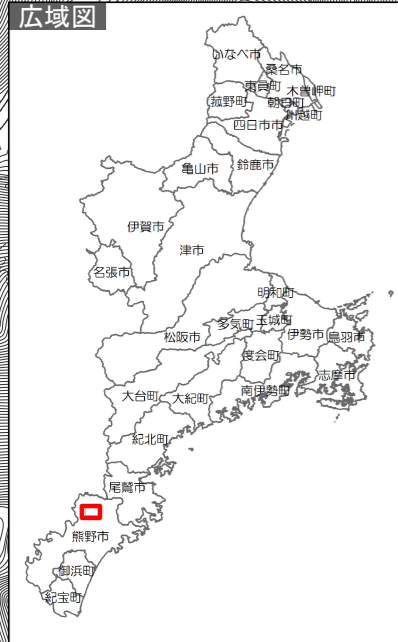 広域図
いなべ市
桑名市
東員町
木曽岬町
朝日町
菰野町
川越町
四日市市
亀山市
鈴鹿市
伊賀市
津市
名張市
明和町
多気町
玉城町
松阪市
伊勢市
鳥羽市
度会町
志摩市
大台町
大紀町
南伊勢町
紀北町
尾鷲市
熊野市
御浜町
紀宝町